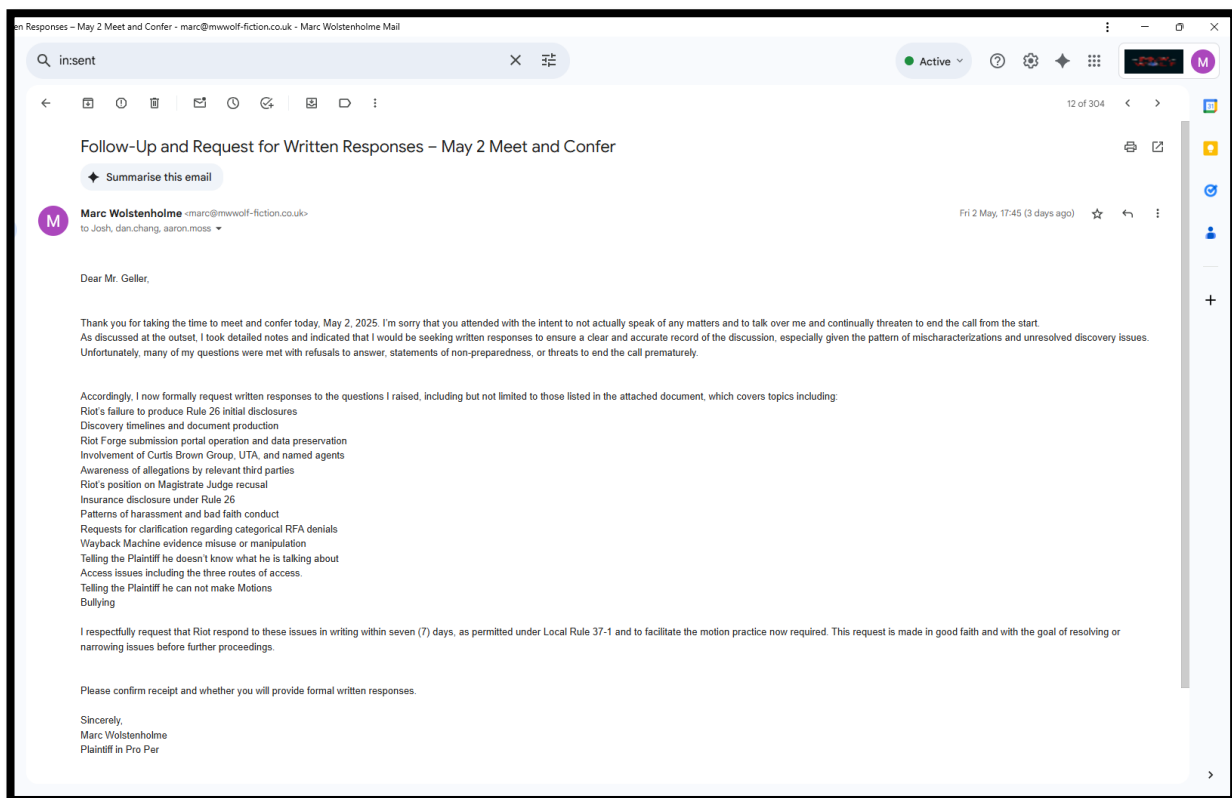 en Responses – May 2 Meet and Confer - marc@mwwolf-fiction.co.uk - Marc Wolstenholme Mail
in:sent
Active
M
12 of 304
31
Follow-Up and Request for Written Responses – May 2 Meet and Confer
Summarise this email
M
Marc Wolstenholme <marc@mwwolf-fiction.co.uk>
Fri 2 May, 17:45 (3 days ago)
to Josh, dan.chang, aaron.moss
Dear Mr. Geller,
Thank you for taking the time to meet and confer today, May 2, 2025. I'm sorry that you attended with the intent to not actually speak of any matters and to talk over me and continually threaten to end the call from the start.
As discussed at the outset, I took detailed notes and indicated that I would be seeking written responses to ensure a clear and accurate record of the discussion, especially given the pattern of mischaracterizations and unresolved discovery issues.
Unfortunately, many of my questions were met with refusals to answer, statements of non-preparedness, or threats to end the call prematurely.
Accordingly, I now formally request written responses to the questions I raised, including but not limited to those listed in the attached document, which covers topics including:
Riot's failure to produce Rule 26 initial disclosures
Discovery timelines and document production
Riot Forge submission portal operation and data preservation
Involvement of Curtis Brown Group, UTA, and named agents
Awareness of allegations by relevant third parties
Riot's position on Magistrate Judge recusal
Insurance disclosure under Rule 26
Patterns of harassment and bad faith conduct
Requests for clarification regarding categorical RFA denials
Wayback Machine evidence misuse or manipulation
Telling the Plaintiff he doesn't know what he is talking about
Access issues including the three routes of access.
Telling the Plaintiff he can not make Motions
Bullying
I respectfully request that Riot respond to these issues in writing within seven (7) days, as permitted under Local Rule 37-1 and to facilitate the motion practice now required. This request is made in good faith and with the goal of resolving or
narrowing issues before further proceedings.
Please confirm receipt and whether you will provide formal written responses.
Sincerely,
Marc Wolstenholme
Plaintiff in Pro Per